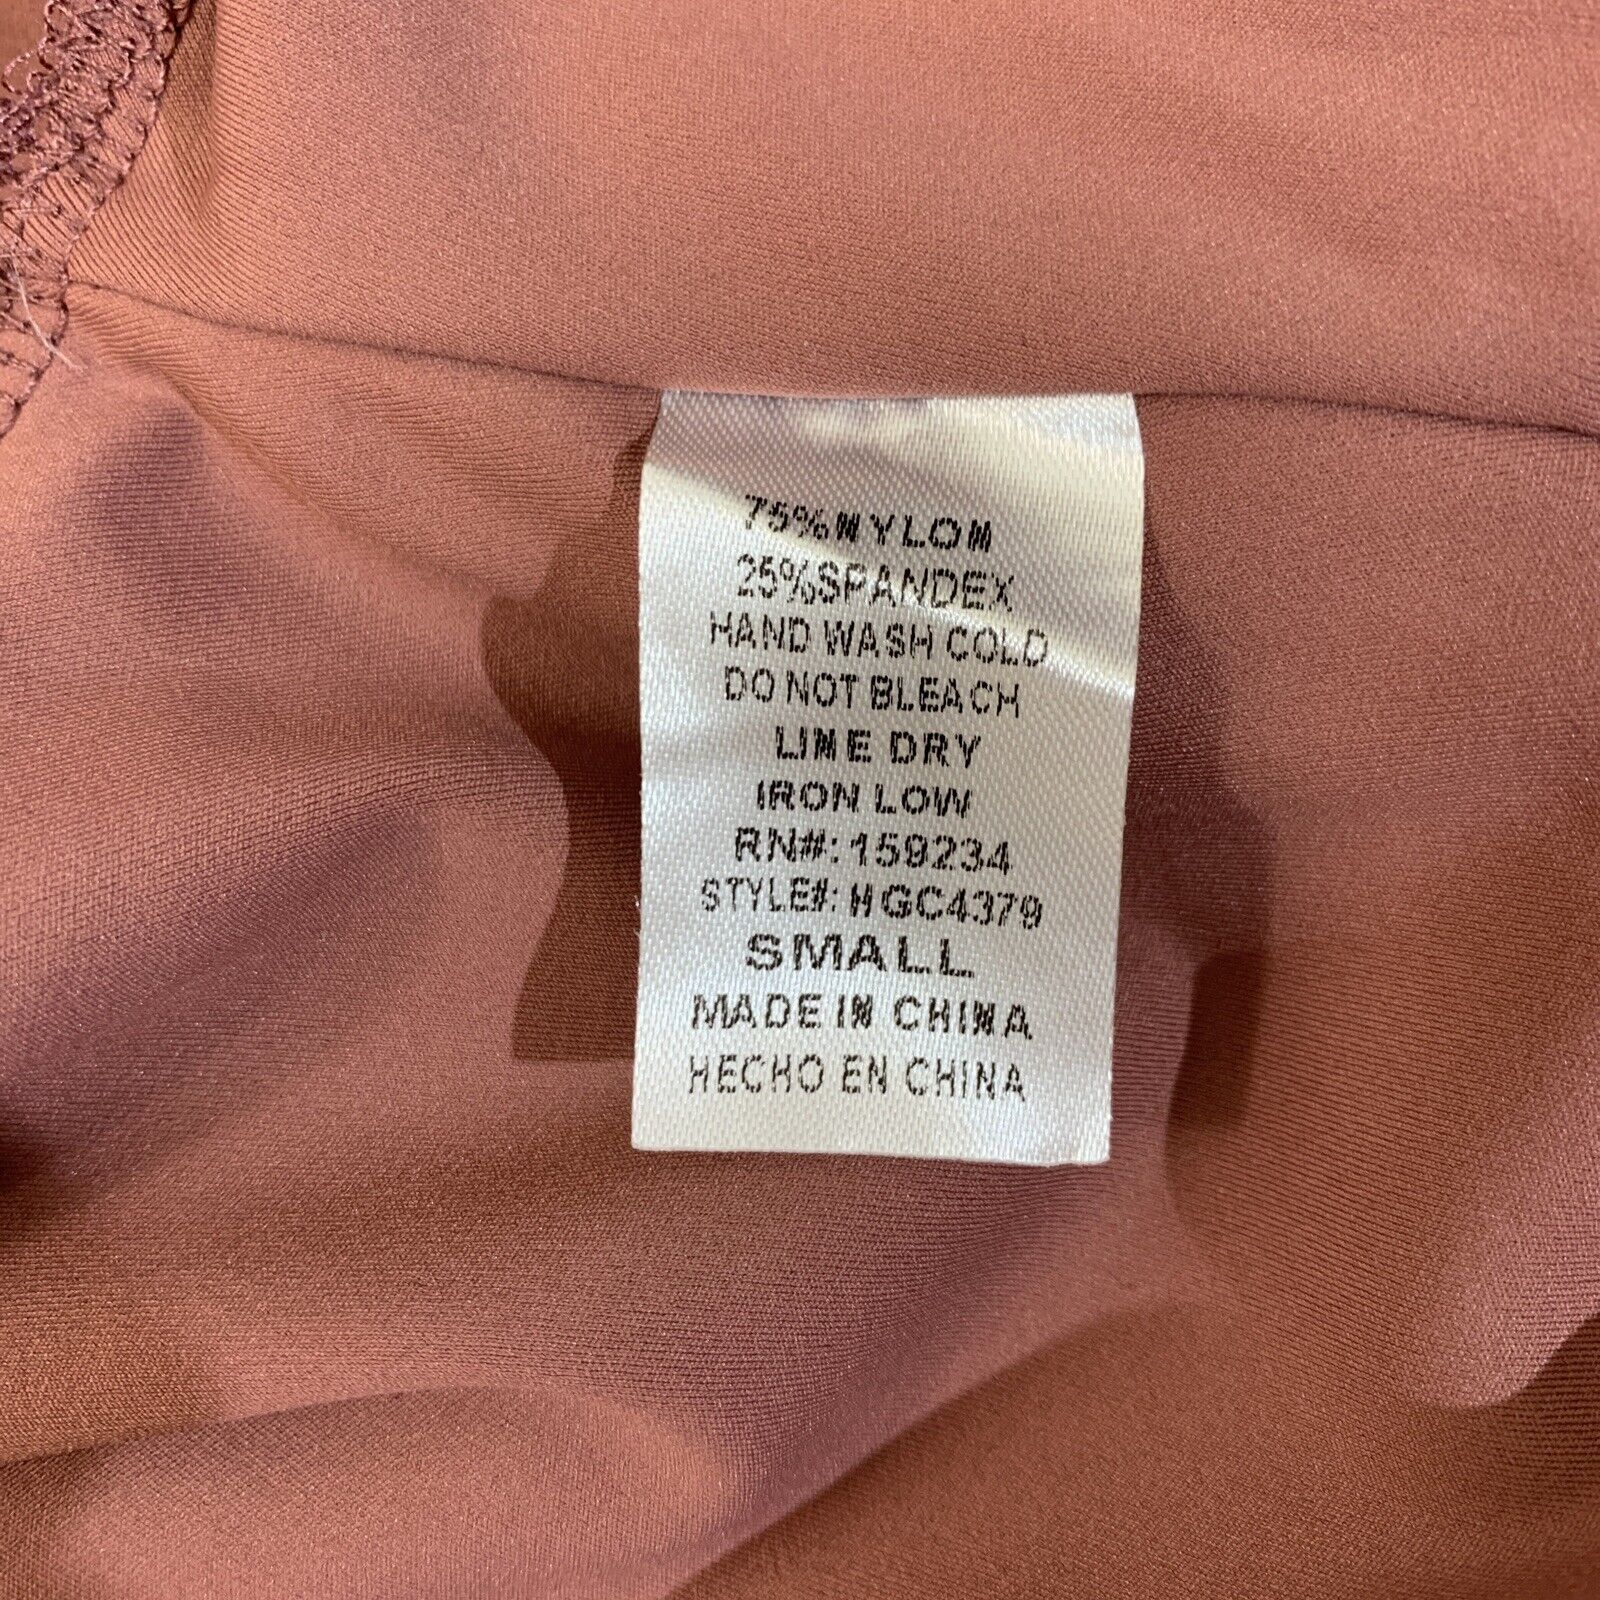 75%NYLON
25%SPANDEX
HAND WASH COLD
DO NOT BLEACH
LINE DRY
IRON LOW
RN#: 159234
STYLE#: HGC4379
SMALL
MADE IN CHINA
HECHO EN CHINA